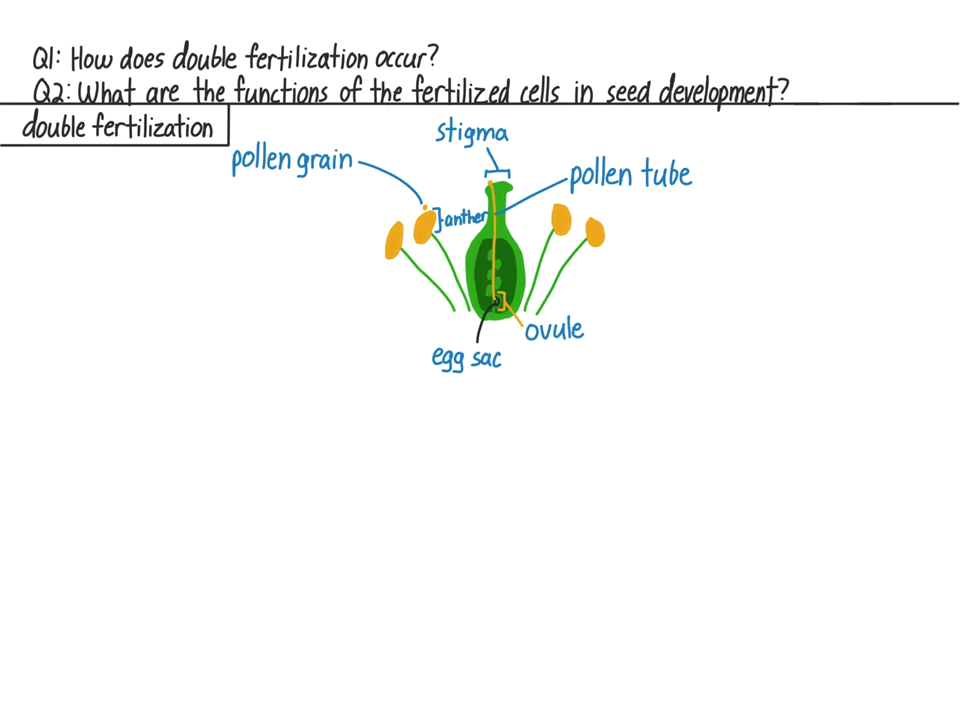 Q1: How does double fertilization occur?
Q2: What are the functions of the fertilized cells in seed development?
double fertilization
stigma
pollen grain
pollen tube
anther
ovule
egg sac